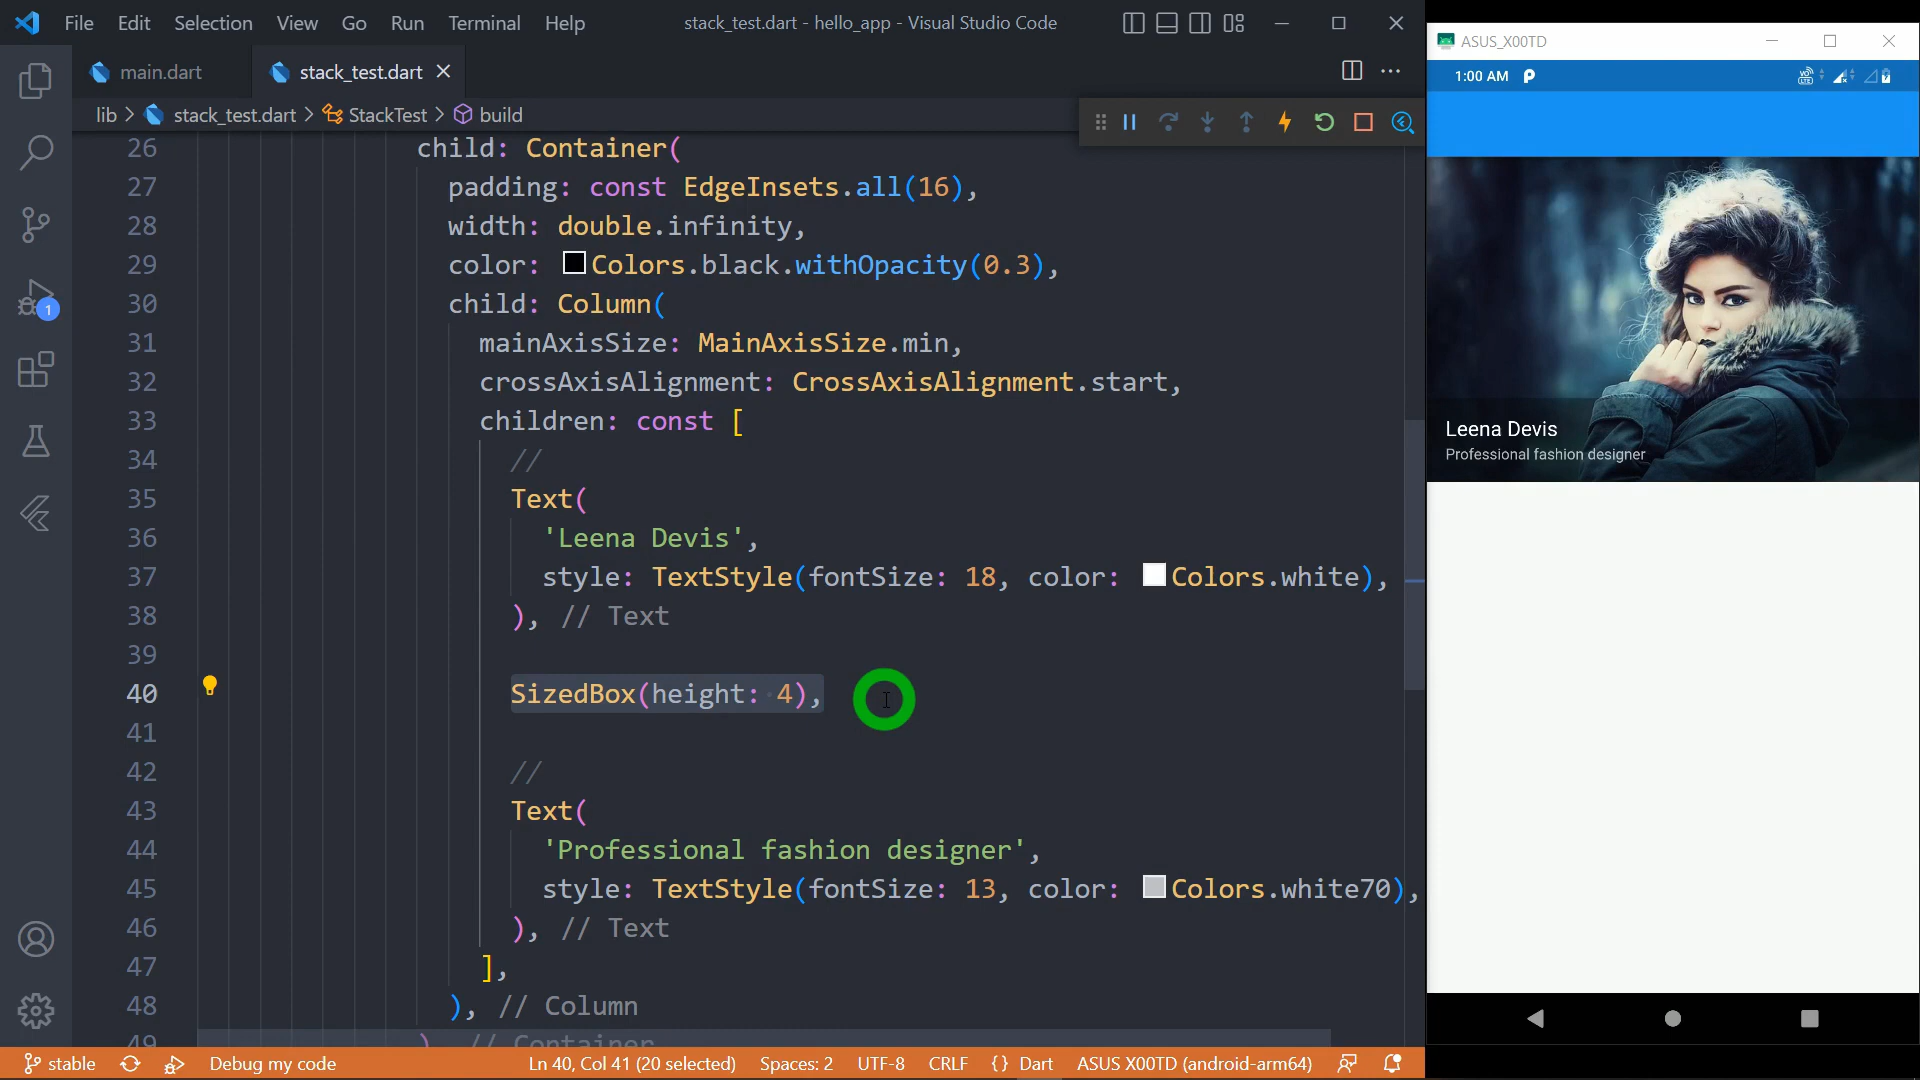 File Edit Selection View Go Run Terminal Help
stack_test.dart - hello_app - Visual Studio Code
main.dart
stack_test.dart
lib > stack_test.dart > StackTest > build
26 child: Container(
27 padding: const EdgeInsets.all(16),
28 width: double.infinity,
29 color: Colors.black.withOpacity(0.3),
30 child: Column(
31 mainAxisSize: MainAxisSize.min,
32 crossAxisAlignment: CrossAxisAlignment.start,
33 children: const [
34 //
35 Text(
36 'Leena Devis',
37 style: TextStyle(fontSize: 18, color: Colors.white),
38 ), // Text
39
40 SizedBox(height: 4),
41
42 //
43 Text(
44 'Professional fashion designer',
45 style: TextStyle(fontSize: 13, color: Colors.white70),
46 ), // Text
47 ],
48 ), // Column
49 ) // Container
1
stable
Debug my code
Ln 40, Col 41 (20 selected)
Spaces: 2
UTF-8
CRLF
{} Dart
ASUS X00TD (android-arm64)
ASUS_X00TD
1:00 AM
VO LTE
Leena Devis
Professional fashion designer